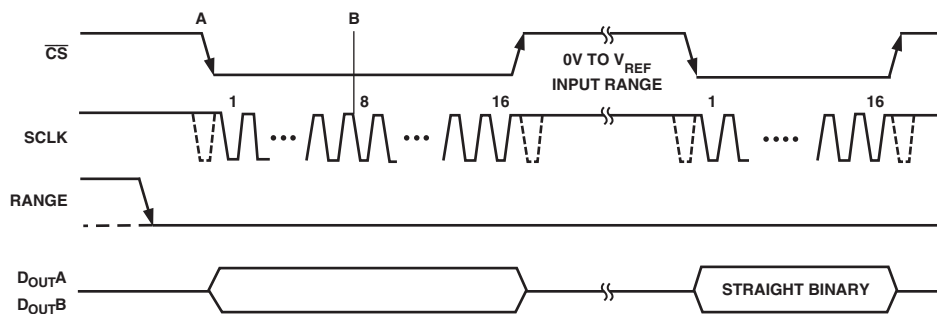 A B
CS
0V TO VREF
INPUT RANGE
1 8 16 1 16
SCLK
RANGE
DOUTA
DOUTB
STRAIGHT BINARY